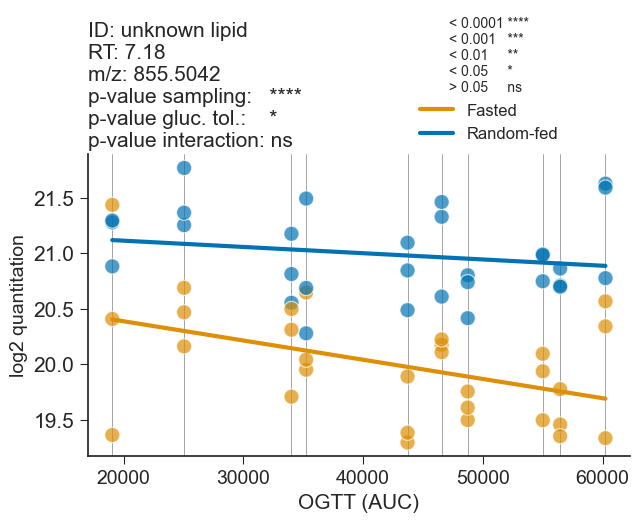 ID: unknown lipid
RT: 7.18
m/z: 855.5042
p-value sampling: ****
p-value gluc. tol.: *
p-value interaction: ns
< 0.0001 ****
< 0.001 ***
< 0.01 **
< 0.05 *
> 0.05 ns
Fasted
Random-fed
21.5
21.0
20.5
20.0
19.5
log2 quantitation
20000 30000 40000 50000 60000
OGTT (AUC)